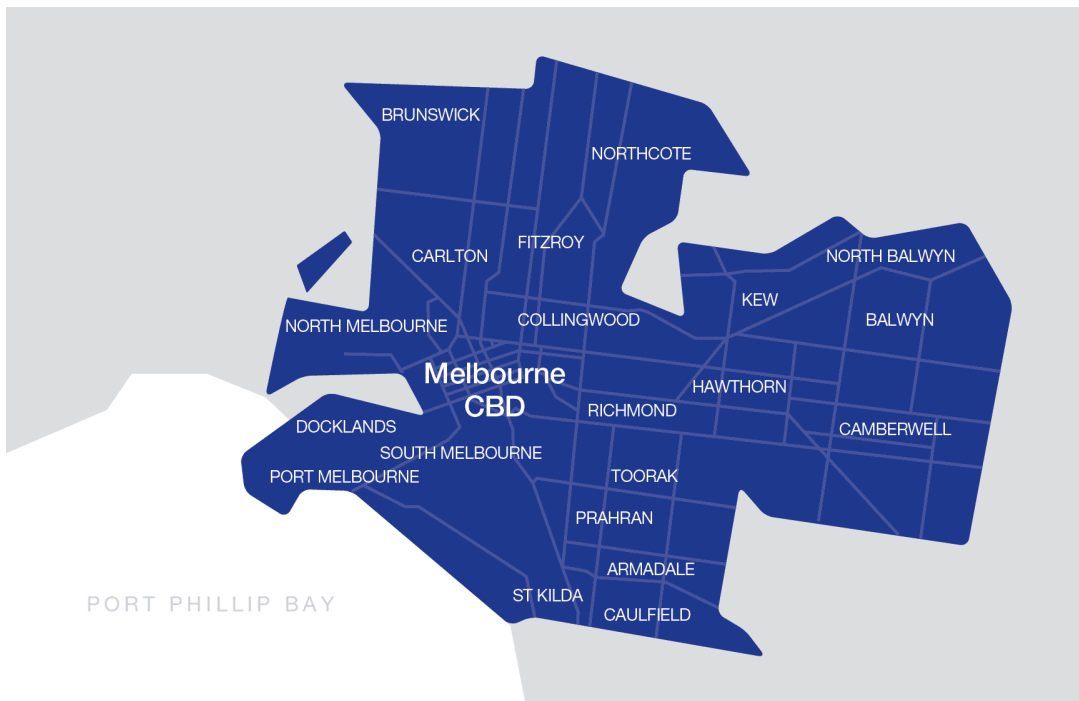 BRUNSWICK
NORTHCOTE
FITZROY
CARLTON
NORTH BALWYN
KEW
BALWYN
COLLINGWOOD
NORTH MELBOURNE
Melbourne
CBD
HAWTHORN
RICHMOND
DOCKLANDS
CAMBERWELL
SOUTH MELBOURNE
PORT MELBOURNE
TOORAK
PRAHRAN
ARMADALE
ST KILDA
PORT PHILLIP BAY
CAULFIELD